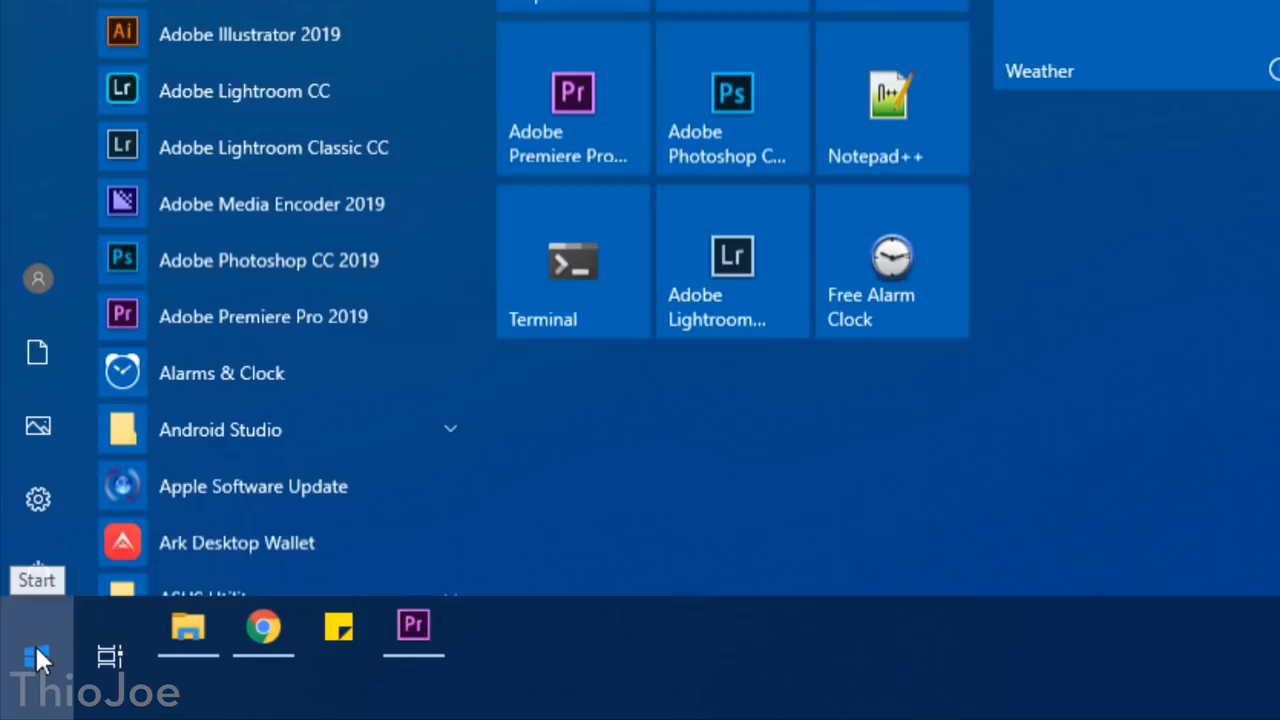 Adobe Illustrator 2019
Adobe Lightroom CC
Adobe Lightroom Classic CC
Adobe Media Encoder 2019
Adobe Photoshop CC 2019
Adobe Premiere Pro 2019
Alarms & Clock
Android Studio
Apple Software Update
Ark Desktop Wallet
Ai
Lr
Lr
Ps
Pr
Pr
Adobe
Premiere Pro...
Ps
Adobe
Photoshop C...
Notepad++
Terminal
Lr
Adobe
Lightroom...
Free Alarm
Clock
Weather
Start
Pr
ThioJoe